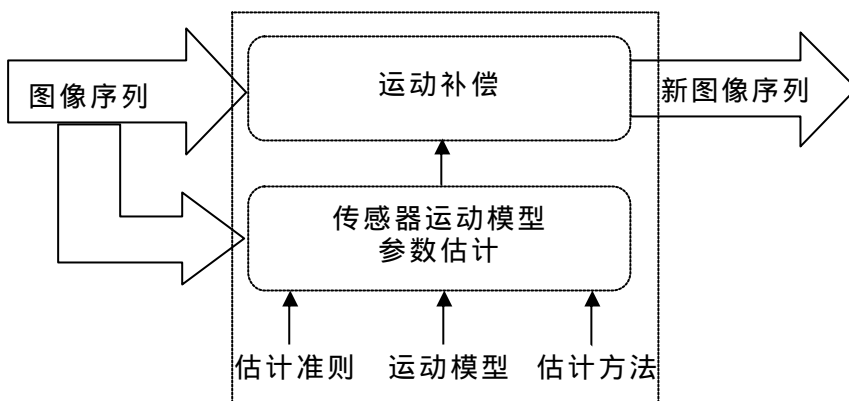 图像序列
运动补偿
新图像序列
传感器运动模型
参数估计
估计准则
运动模型
估计方法